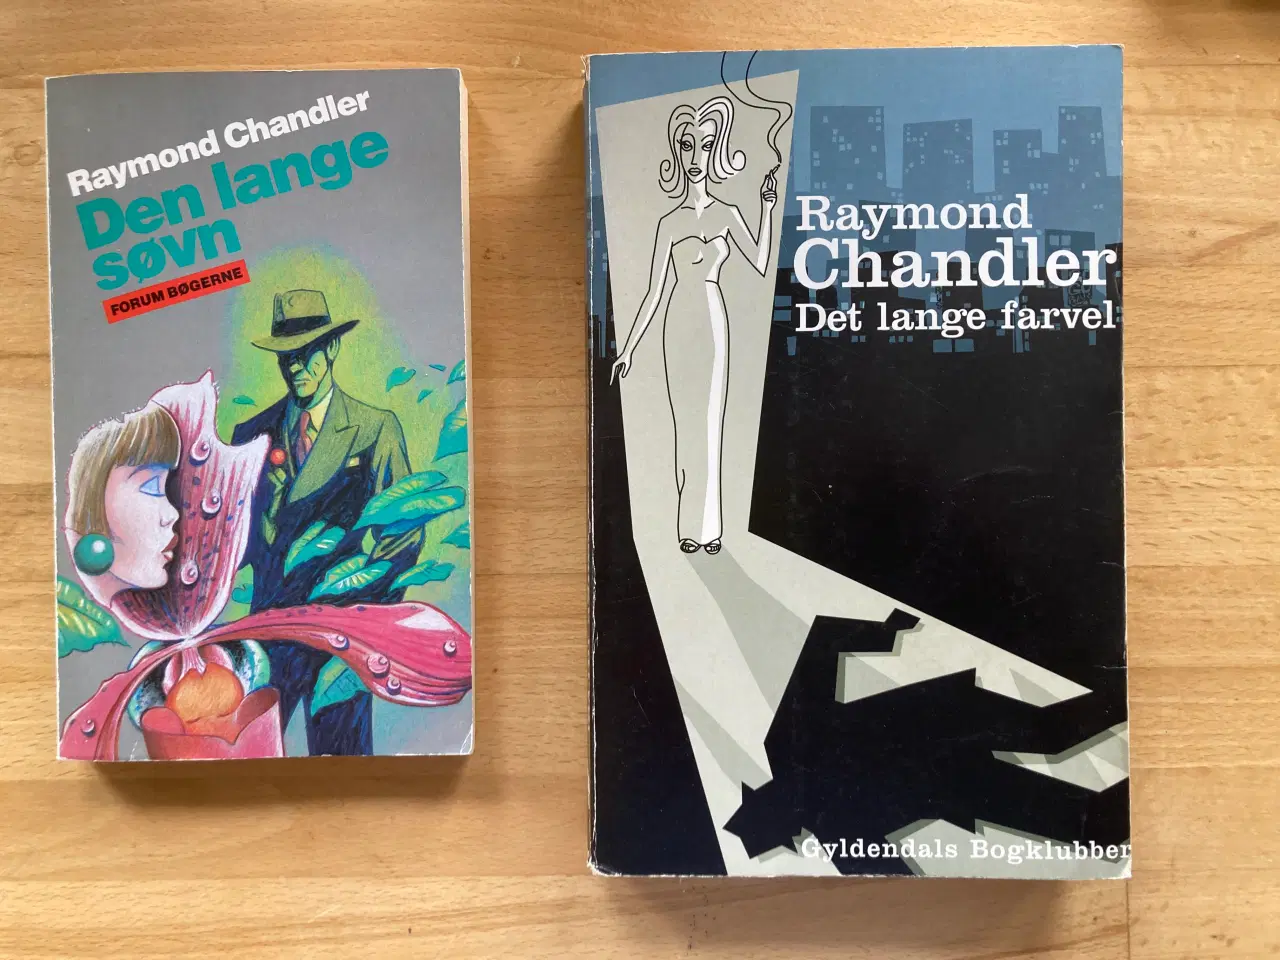 Raymond Chandler
Den lange
søvn
FORUM BØGERNE
Raymond
Chandler
Det lange farvel
Gyldendals Bogklubber